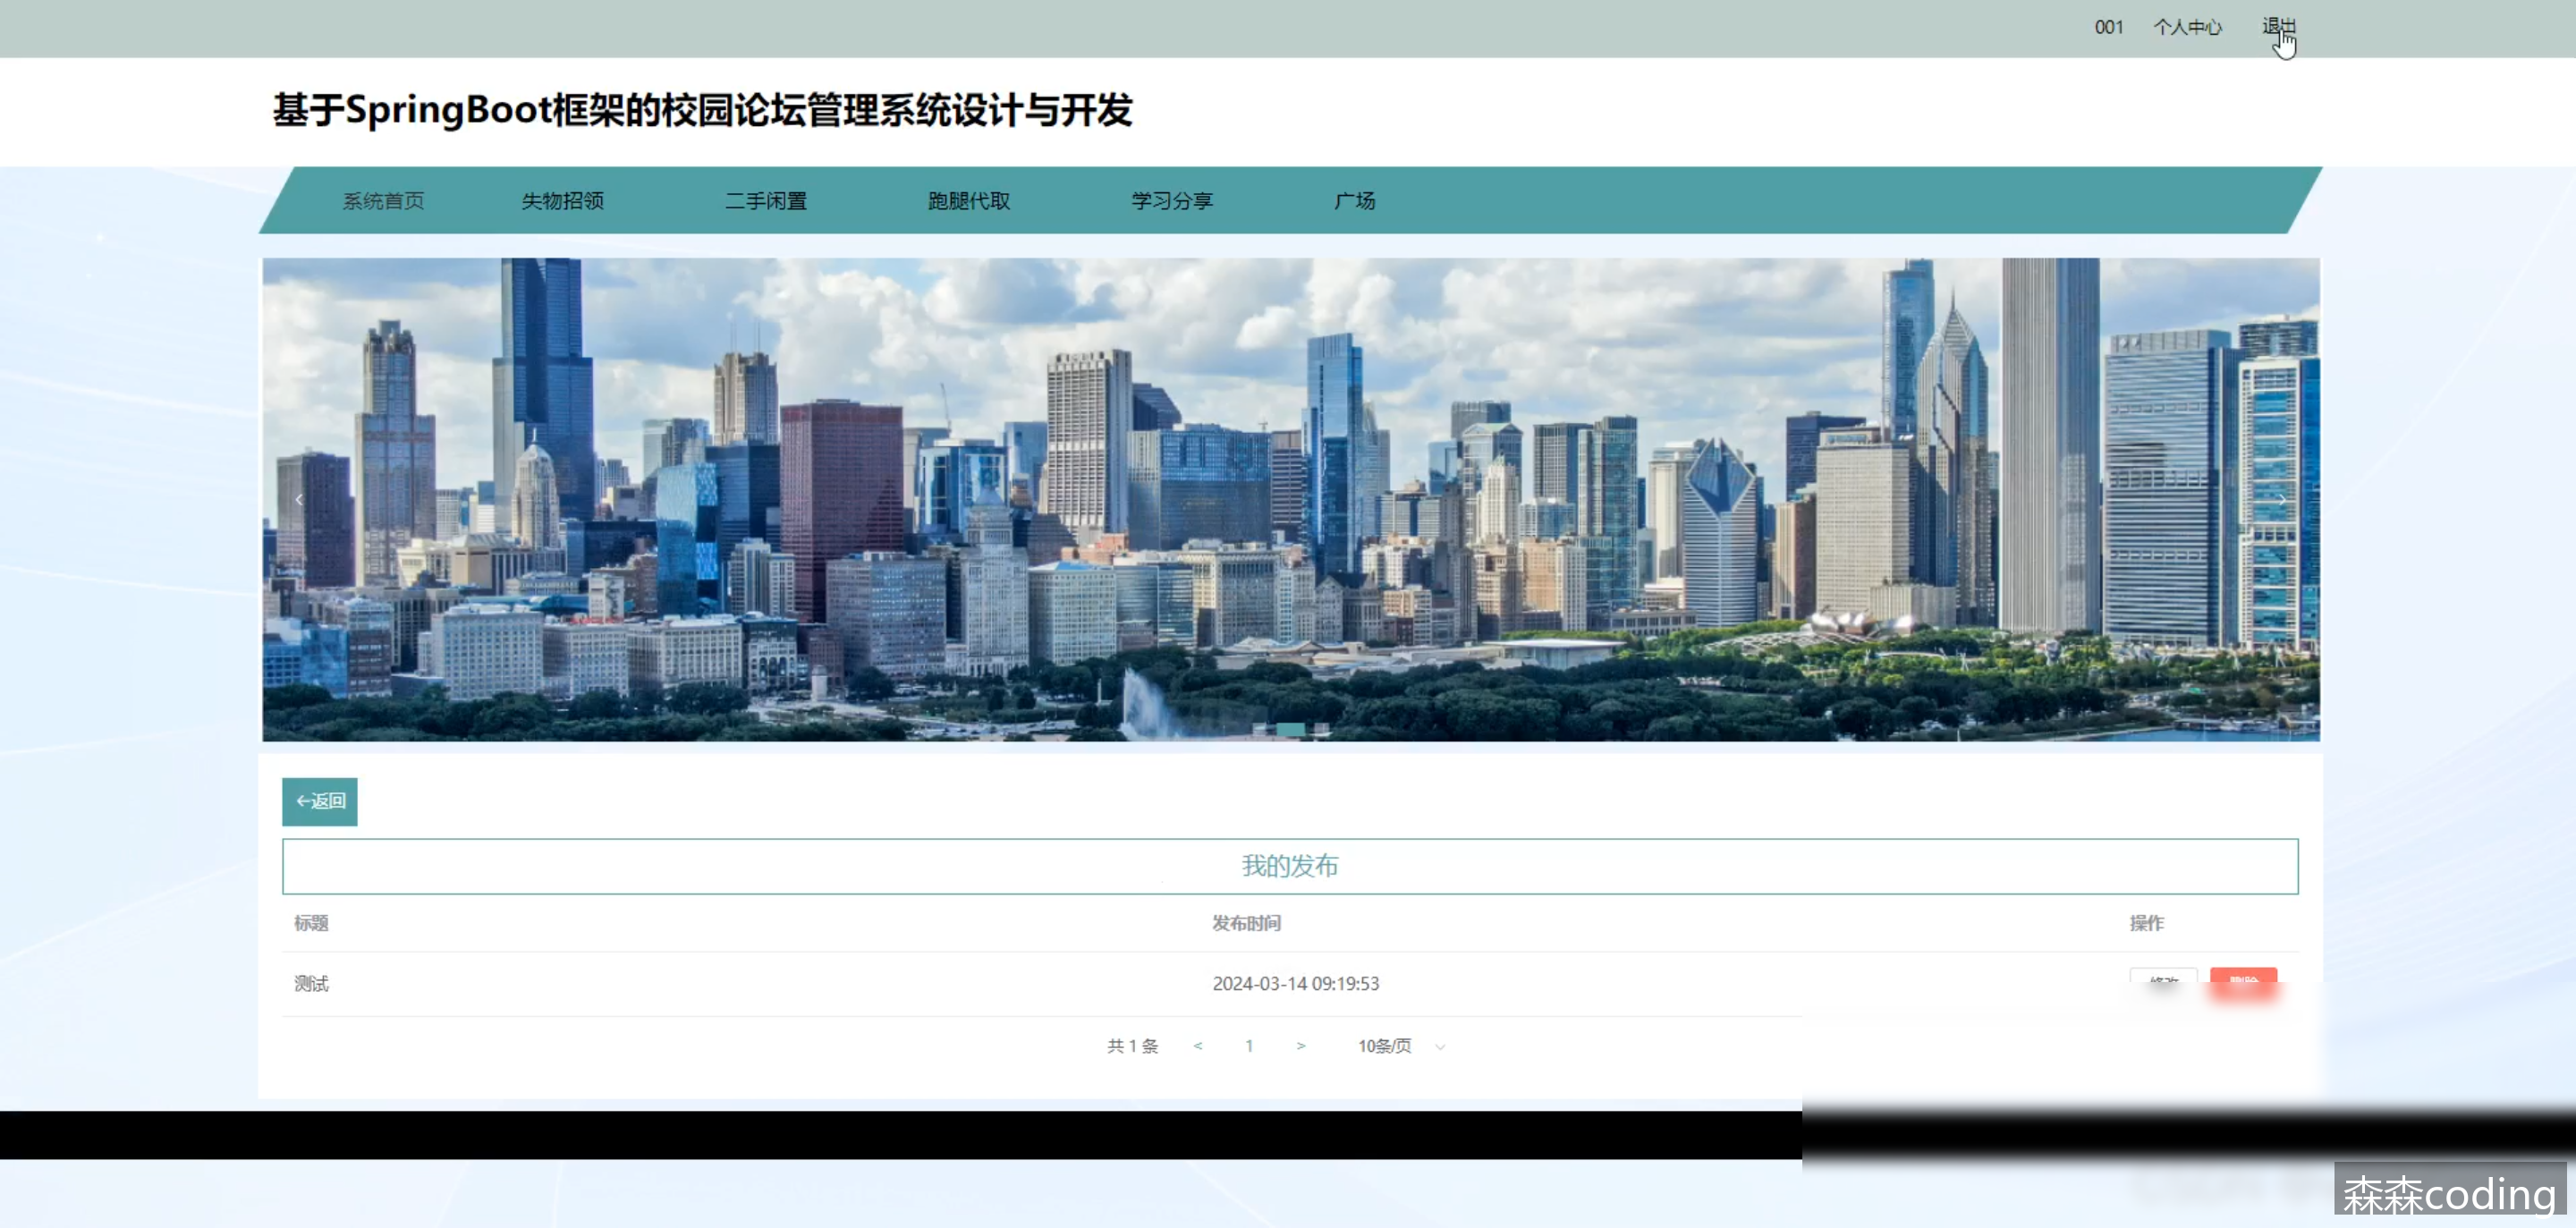 001 个人中心 退出
基于SpringBoot框架的校园论坛管理系统设计与开发
系统首页 失物招领 二手闲置 跑腿代取 学习分享 广场
←返回
我的发布
标题 发布时间 操作
测试 2024-03-14 09:19:53 修改 删除
共 1 条 < 1 > 10条/页
森森coding